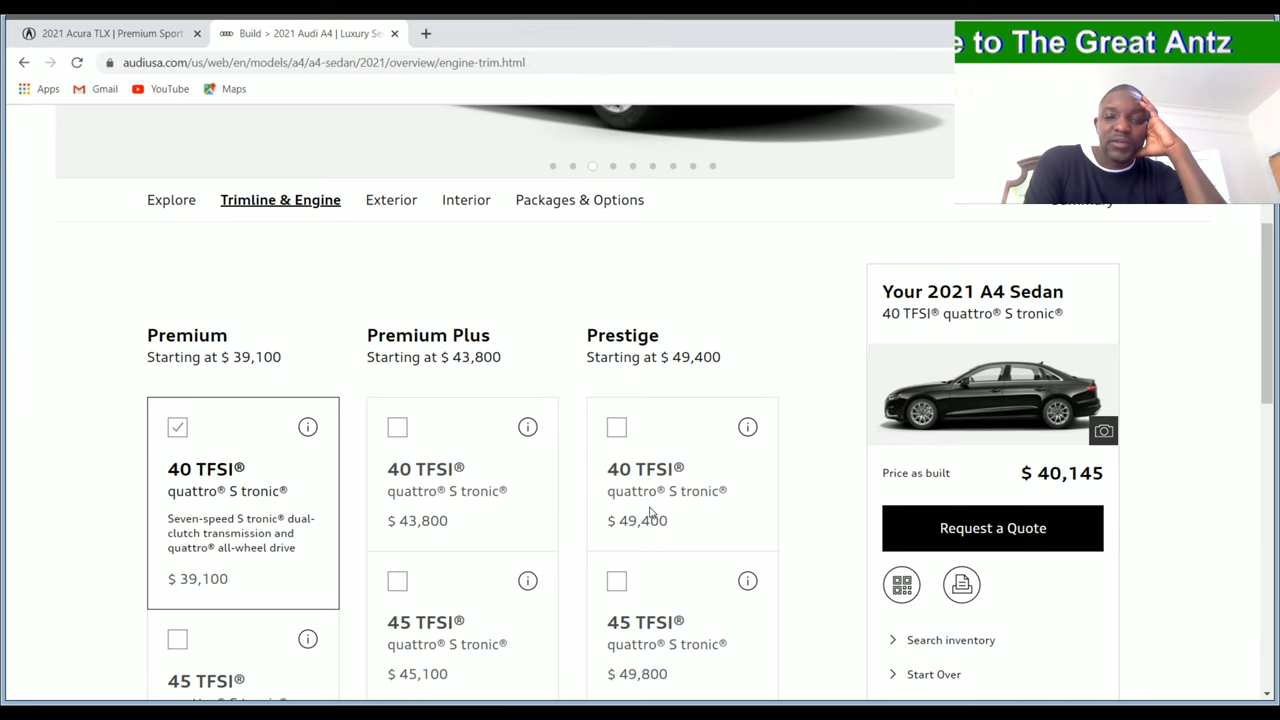 2021 Acura TLX | Premium Sport
Build > 2021 Audi A4 | Luxury Se
audiusa.com/us/web/en/models/a4/a4-sedan/2021/overview/engine-trim.html
Apps Gmail YouTube Maps
e to The Great Antz
Explore Trimline & Engine Exterior Interior Packages & Options Summary
Premium
Starting at $ 39,100
40 TFSI®
quattro® S tronic®
Seven-speed S tronic® dual-
clutch transmission and
quattro® all-wheel drive
$ 39,100
45 TFSI®
Premium Plus
Starting at $ 43,800
40 TFSI®
quattro® S tronic®
$ 43,800
45 TFSI®
quattro® S tronic®
$ 45,100
Prestige
Starting at $ 49,400
40 TFSI®
quattro® S tronic®
$ 49,400
45 TFSI®
quattro® S tronic®
$ 49,800
Your 2021 A4 Sedan
40 TFSI® quattro® S tronic®
Price as built $ 40,145
Request a Quote
Search inventory
Start Over